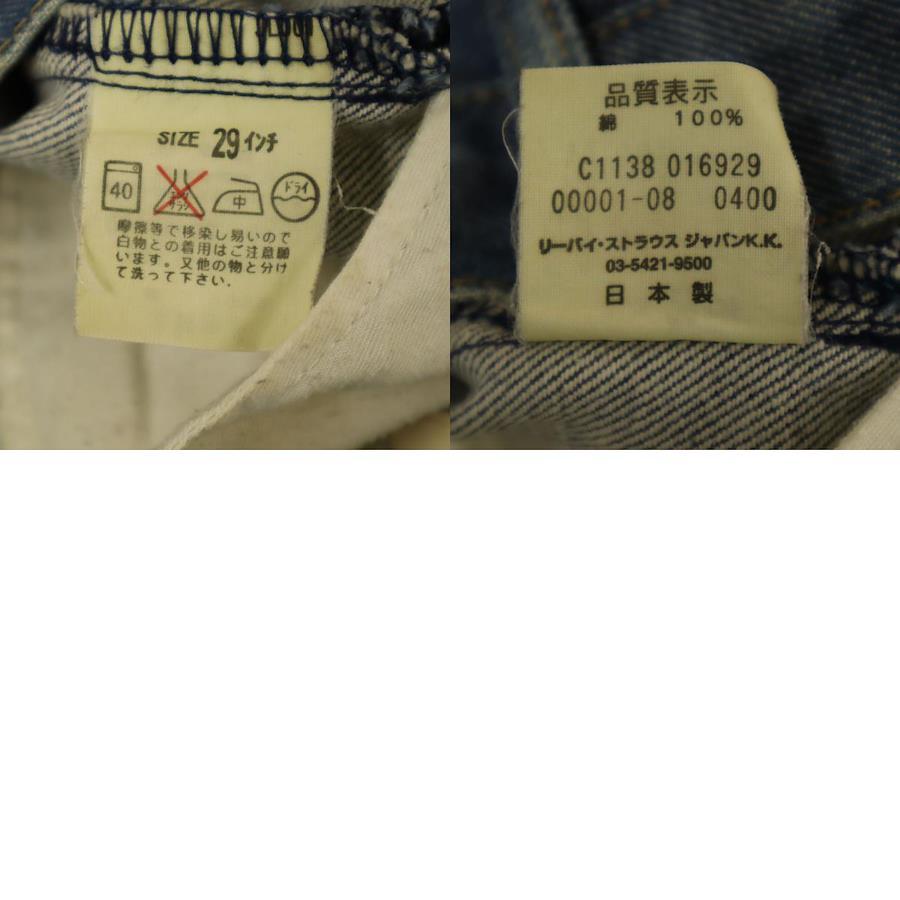 SIZE 29インチ
40
エンソ
サラシ
中
ドライ
摩擦等で移染し易いので
白物との着用はご注意願
います。又他の物と分け
て洗って下さい.
品質表示
綿 100%
C1138 016929
00001-08 0400
リーバイ・ストラウス ジャパンK.K.
03-5421-9500
日本製